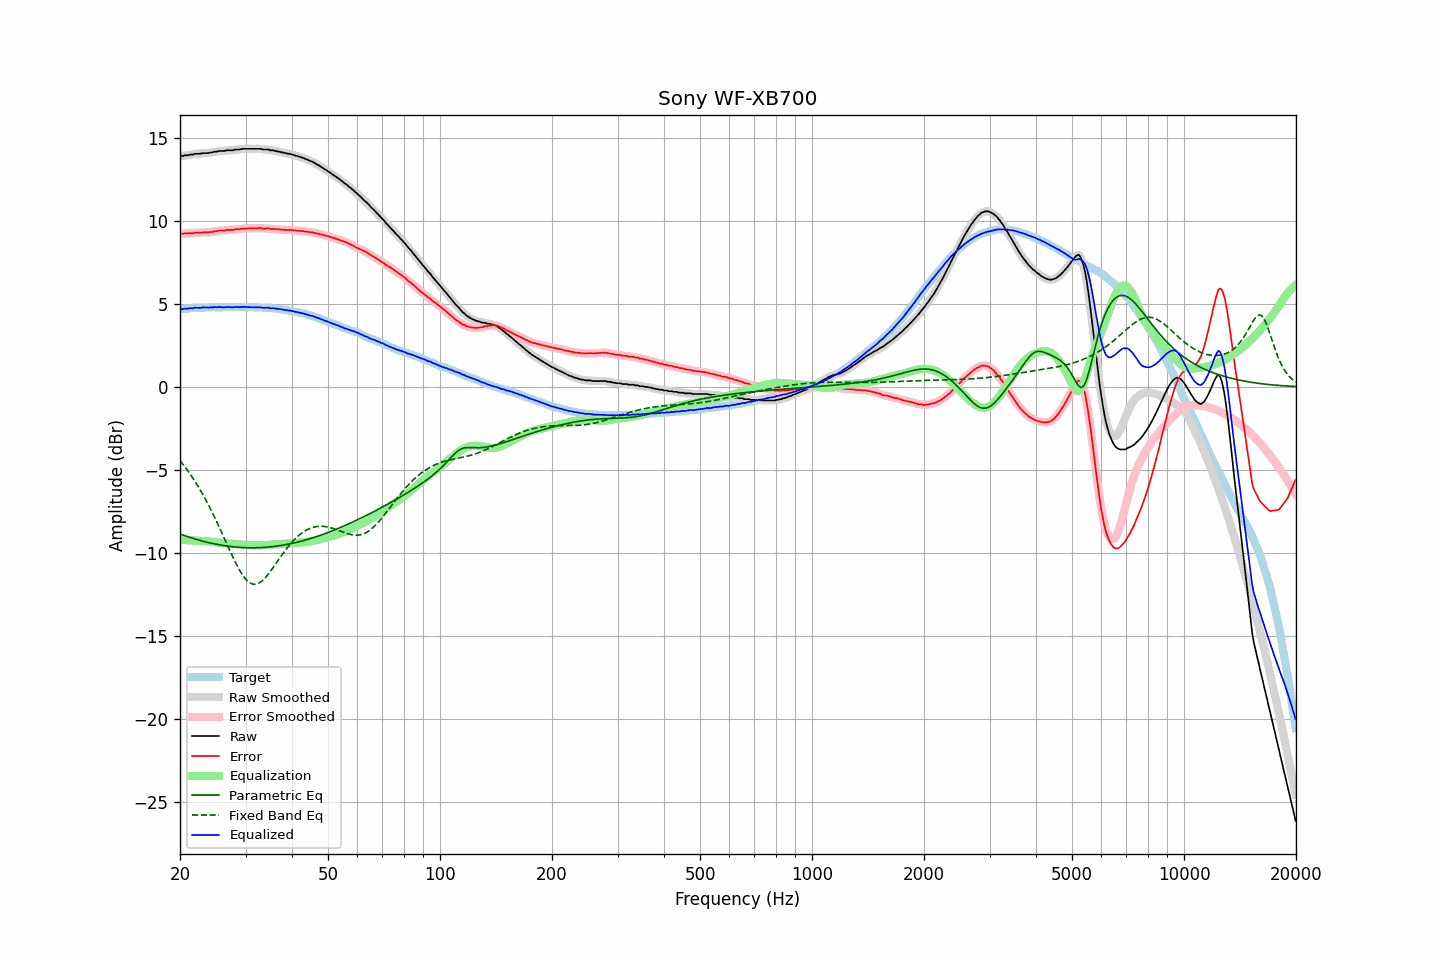 Sony WF-XB700
15
10
5
0
−5
−10
−15
−20
−25
Amplitude (dBr)
Target
Raw Smoothed
Error Smoothed
Raw
Error
Equalization
Parametric Eq
Fixed Band Eq
Equalized
20 50 100 200 500 1000 2000 5000 10000 20000
Frequency (Hz)